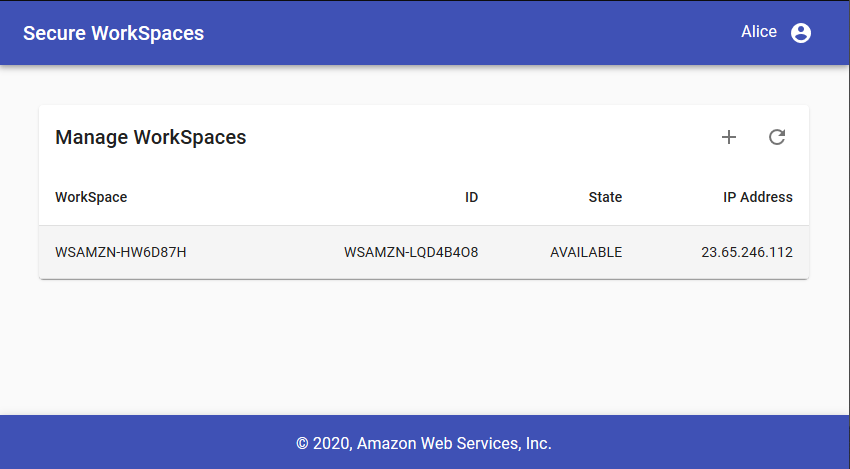 Secure WorkSpaces Alice
Manage WorkSpaces
WorkSpace ID State IP Address
WSAMZN-HW6D87H WSAMZN-LQD4B4O8 AVAILABLE 23.65.246.112
© 2020, Amazon Web Services, Inc.